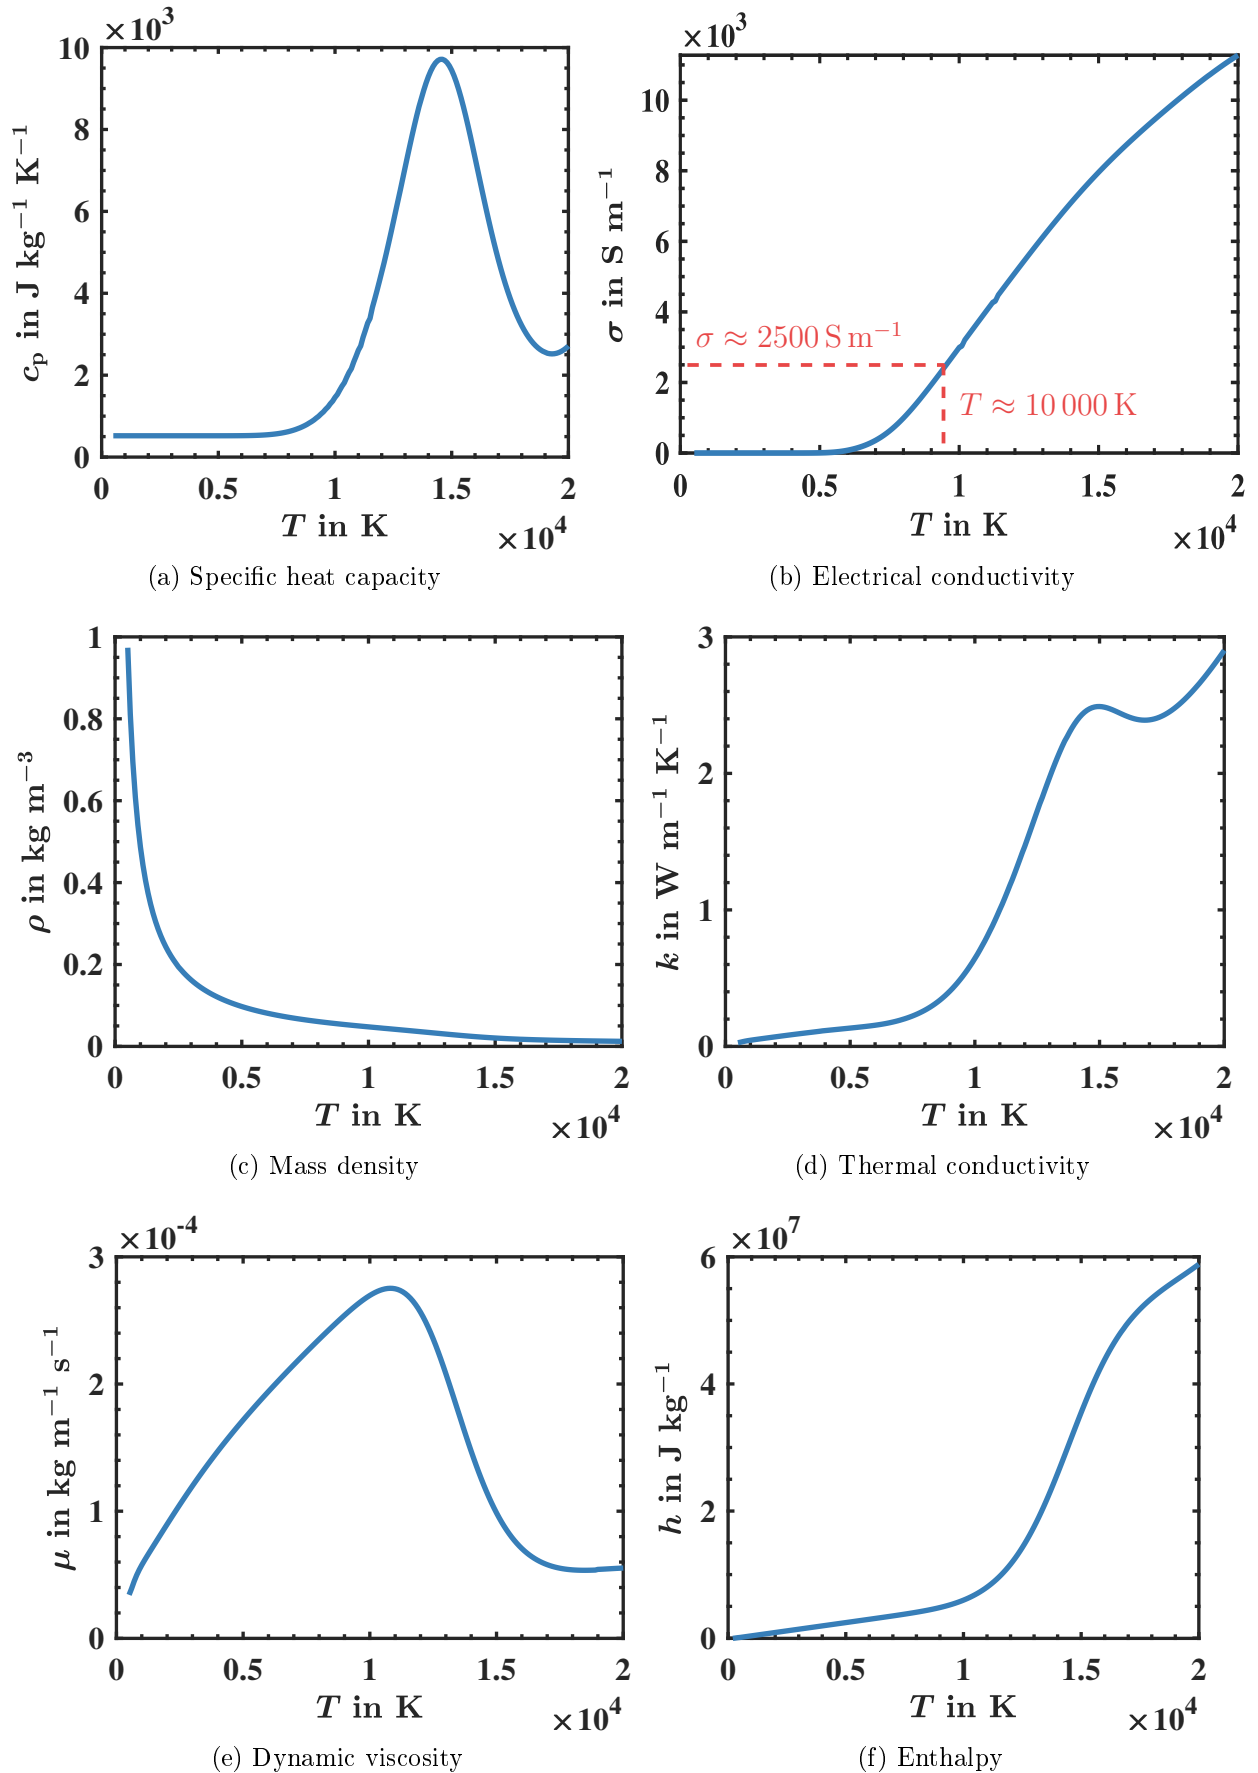 ×10³
10
8
6
4
2
0
c_p in J kg⁻¹ K⁻¹
0 0.5 1 1.5 2
T in K
×10⁴
(a) Specific heat capacity
×10³
10
8
6
4
2
0
σ in S m⁻¹
σ ≈ 2500 S m⁻¹
T ≈ 10 000 K
0 0.5 1 1.5 2
T in K
×10⁴
(b) Electrical conductivity
1
0.8
0.6
0.4
0.2
0
ρ in kg m⁻³
0 0.5 1 1.5 2
T in K
×10⁴
(c) Mass density
3
2
1
0
k in W m⁻¹ K⁻¹
0 0.5 1 1.5 2
T in K
×10⁴
(d) Thermal conductivity
×10⁻⁴
3
2
1
0
μ in kg m⁻¹ s⁻¹
0 0.5 1 1.5 2
T in K
×10⁴
(e) Dynamic viscosity
×10⁷
6
4
2
0
h in J kg⁻¹
0 0.5 1 1.5 2
T in K
×10⁴
(f) Enthalpy